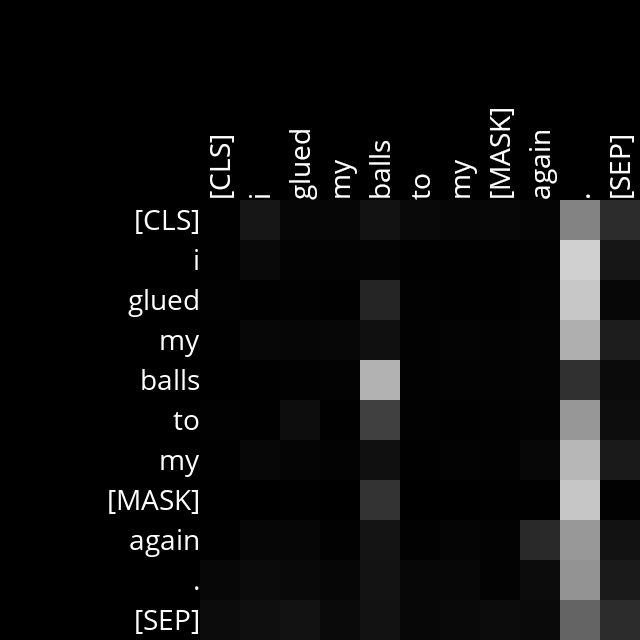 [CLS] i glued my balls to my [MASK] again . [SEP]
[CLS]
i
glued
my
balls
to
my
[MASK]
again
.
[SEP]